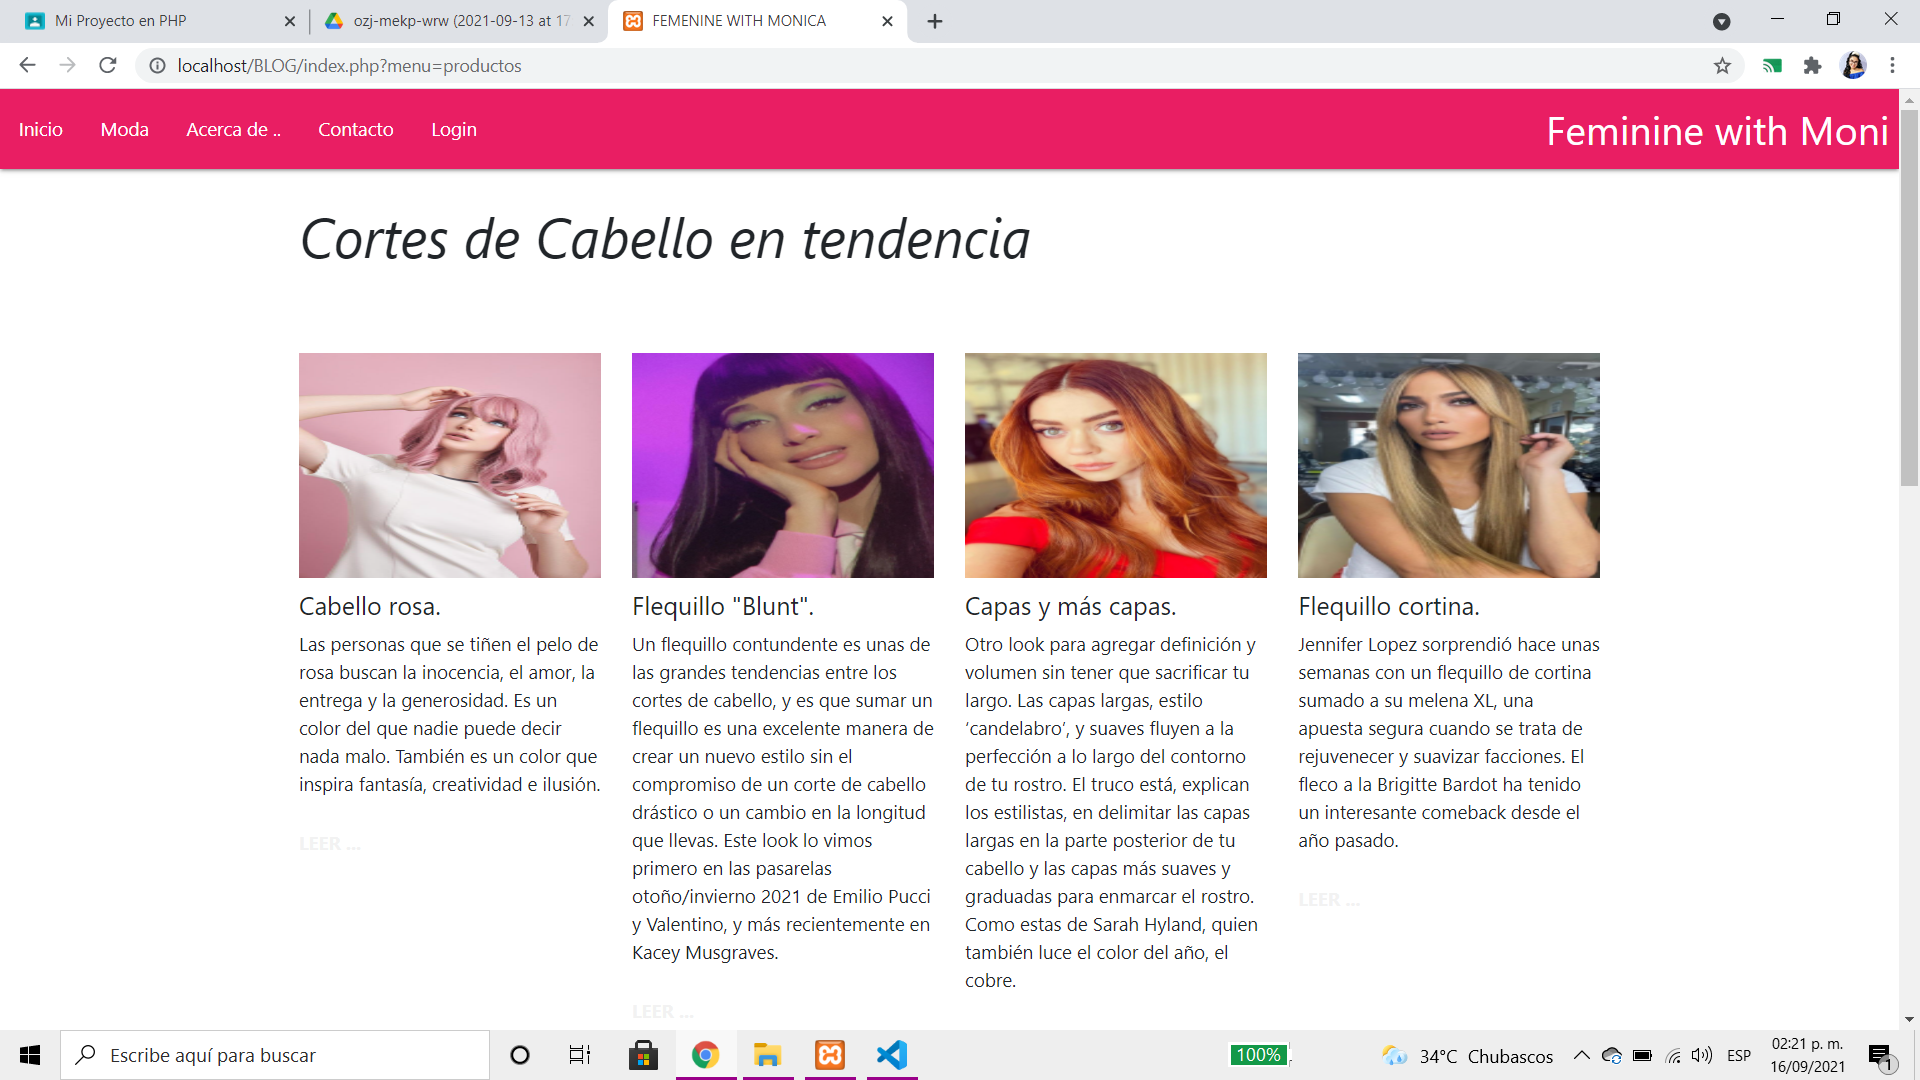 Mi Proyecto en PHP
ozj-mekp-wrw (2021-09-13 at 17
FEMENINE WITH MONICA
localhost/BLOG/index.php?menu=productos
Inicio Moda Acerca de .. Contacto Login
Feminine with Moni
Cortes de Cabello en tendencia
Cabello rosa.
Las personas que se tiñen el pelo de
rosa buscan la inocencia, el amor, la
entrega y la generosidad. Es un
color del que nadie puede decir
nada malo. También es un color que
inspira fantasía, creatividad e ilusión.
LEER ...
Flequillo "Blunt".
Un flequillo contundente es unas de
las grandes tendencias entre los
cortes de cabello, y es que sumar un
flequillo es una excelente manera de
crear un nuevo estilo sin el
compromiso de un corte de cabello
drástico o un cambio en la longitud
que llevas. Este look lo vimos
primero en las pasarelas
otoño/invierno 2021 de Emilio Pucci
y Valentino, y más recientemente en
Kacey Musgraves.
LEER ...
Capas y más capas.
Otro look para agregar definición y
volumen sin tener que sacrificar tu
largo. Las capas largas, estilo
‘candelabro’, y suaves fluyen a la
perfección a lo largo del contorno
de tu rostro. El truco está, explican
los estilistas, en delimitar las capas
largas en la parte posterior de tu
cabello y las capas más suaves y
graduadas para enmarcar el rostro.
Como estas de Sarah Hyland, quien
también luce el color del año, el
cobre.
Flequillo cortina.
Jennifer Lopez sorprendió hace unas
semanas con un flequillo de cortina
sumado a su melena XL, una
apuesta segura cuando se trata de
rejuvenecer y suavizar facciones. El
fleco a la Brigitte Bardot ha tenido
un interesante comeback desde el
año pasado.
LEER ...
Escribe aquí para buscar
100%
34°C Chubascos
ESP
02:21 p. m.
16/09/2021
1